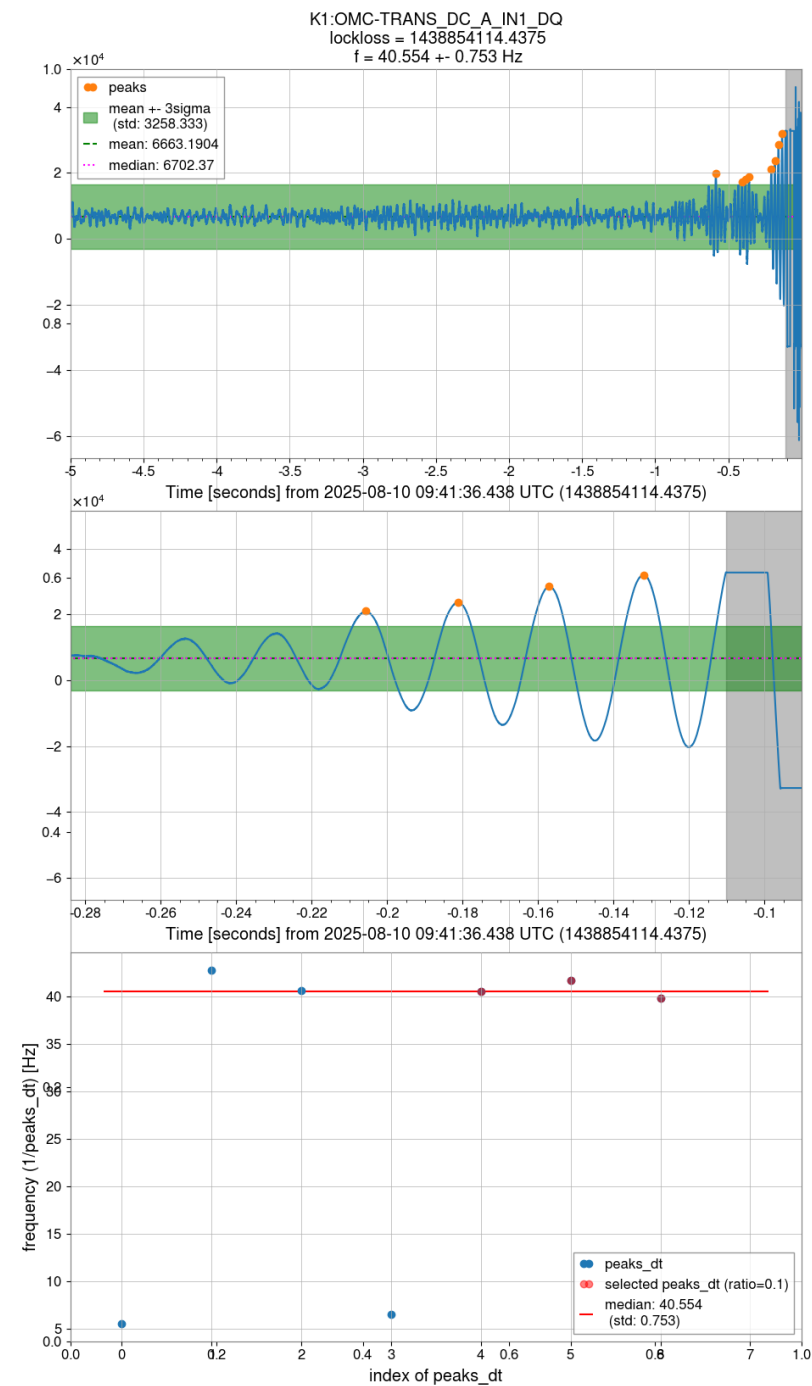 K1:OMC-TRANS_DC_A_IN1_DQ
lockloss = 1438854114.4375
f = 40.554 +- 0.753 Hz
×10⁴
1.0
peaks
mean +- 3sigma
(std: 3258.333)
mean: 6663.1904
median: 6702.37
4
2
0
−2
0.8
−4
−6
-5 -4.5 -4 -3.5 -3 -2.5 -2 -1.5 -1 -0.5
Time [seconds] from 2025-08-10 09:41:36.438 UTC (1438854114.4375)
×10⁴
4
0.6
2
0
−2
−4
0.4
−6
-0.28 -0.26 -0.24 -0.22 -0.2 -0.18 -0.16 -0.14 -0.12 -0.1
Time [seconds] from 2025-08-10 09:41:36.438 UTC (1438854114.4375)
frequency (1/peaks_dt) [Hz]
40
35
0.2
30
25
20
15
10
5
0.0
peaks_dt
selected peaks_dt (ratio=0.1)
median: 40.554
(std: 0.753)
0.0 0 0.2 1 2 0.4 3 4 0.6 5 0.8 6 7 1.0
index of peaks_dt